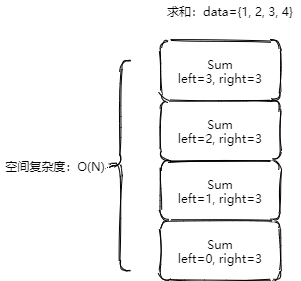 求和：data={1, 2, 3, 4}
Sum
left=3, right=3
Sum
left=2, right=3
空间复杂度：O(N)
Sum
left=1, right=3
Sum
left=0, right=3